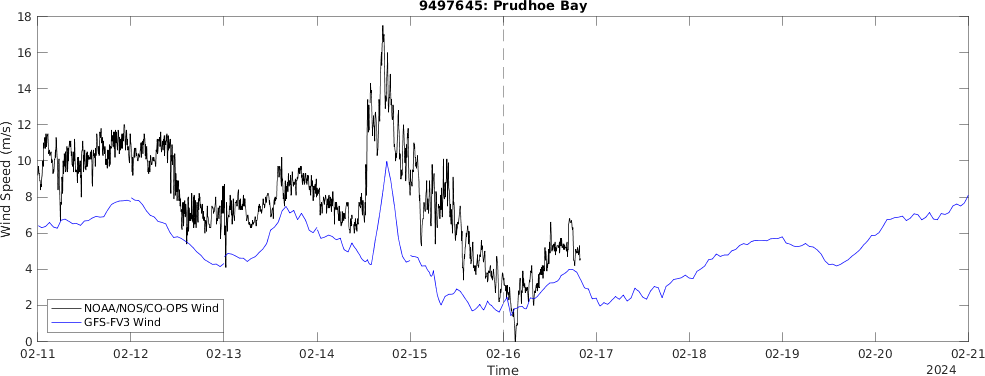 9497645: Prudhoe Bay
18
16
14
12
10
8
6
4
2
0
Wind Speed (m/s)
NOAA/NOS/CO-OPS Wind
GFS-FV3 Wind
02-11 02-12 02-13 02-14 02-15 02-16 02-17 02-18 02-19 02-20 02-21
Time
2024